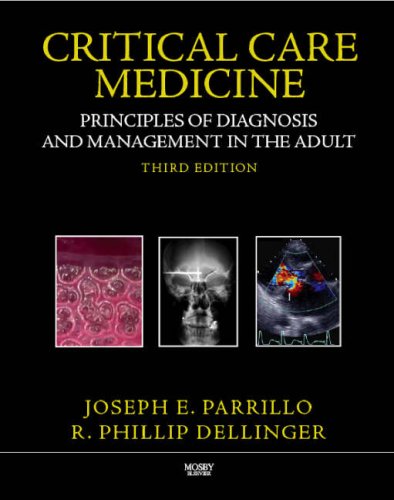 CRITICAL CARE
MEDICINE
PRINCIPLES OF DIAGNOSIS
AND MANAGEMENT IN THE ADULT
THIRD EDITION
JOSEPH E. PARRILLO
R. PHILLIP DELLINGER
MOSBY
ELSEVIER